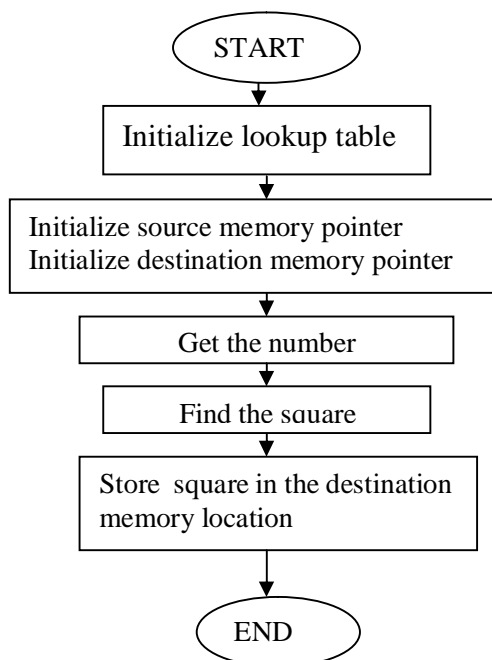 START
Initialize lookup table
Initialize source memory pointer
Initialize destination memory pointer
Get the number
Find the square
Store square in the destination
memory location
END